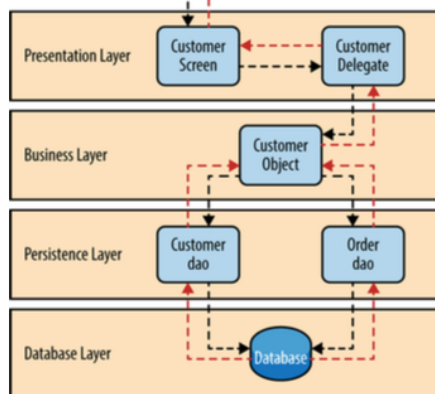 Presentation Layer
Customer
Screen
Customer
Delegate
Business Layer
Customer
Object
Persistence Layer
Customer
dao
Order
dao
Database Layer
Database